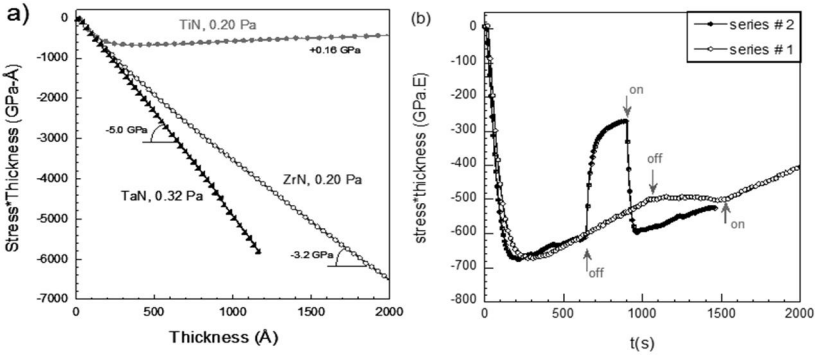 a)
TiN, 0.20 Pa
+0.16 GPa
-5.0 GPa
ZrN, 0.20 Pa
TaN, 0.32 Pa
-3.2 GPa
Stress*Thickness (GPa-Å)
0
-1000
-2000
-3000
-4000
-5000
-6000
-7000
0 500 1000 1500 2000
Thickness (Å)
(b)
series # 2
series # 1
on
off
off
on
stress*thickness (GPa.E)
0
-100
-200
-300
-400
-500
-600
-700
-800
0 500 1000 1500 2000
t(s)